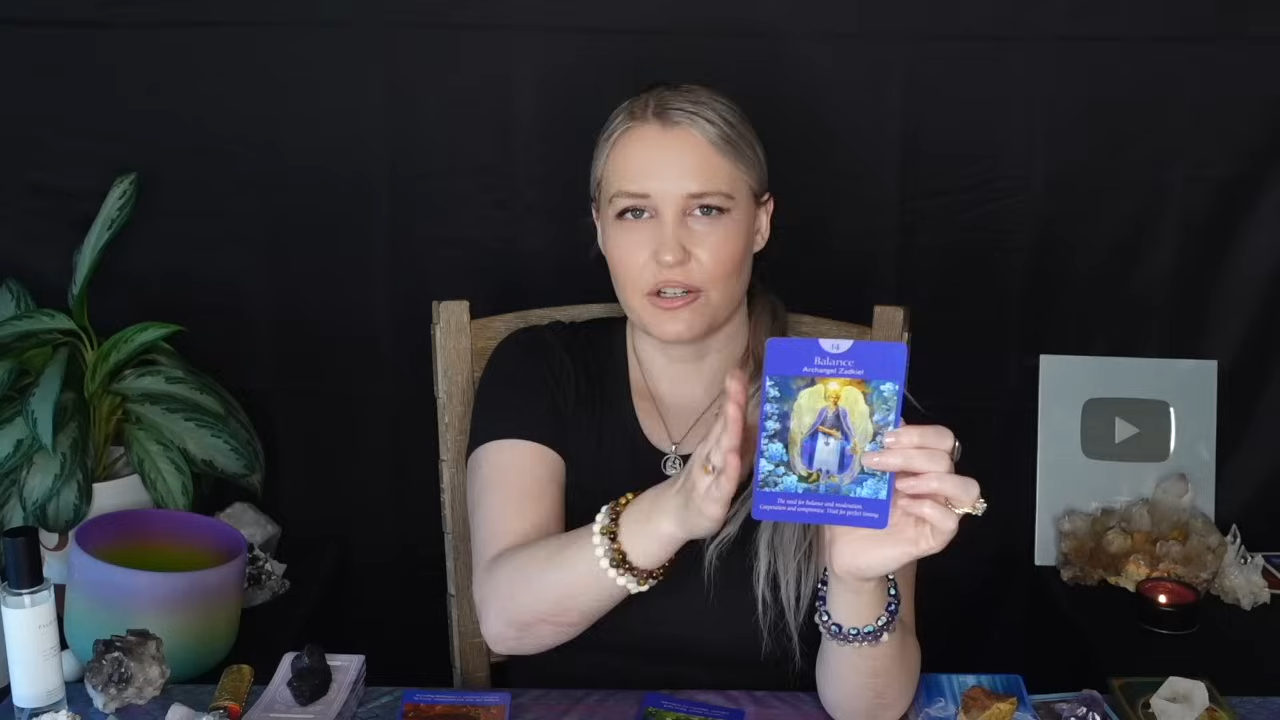 14
Balance
Archangel Zadkiel
The need for balance and moderation.
Cooperation and compromise. Wait for perfect timing.